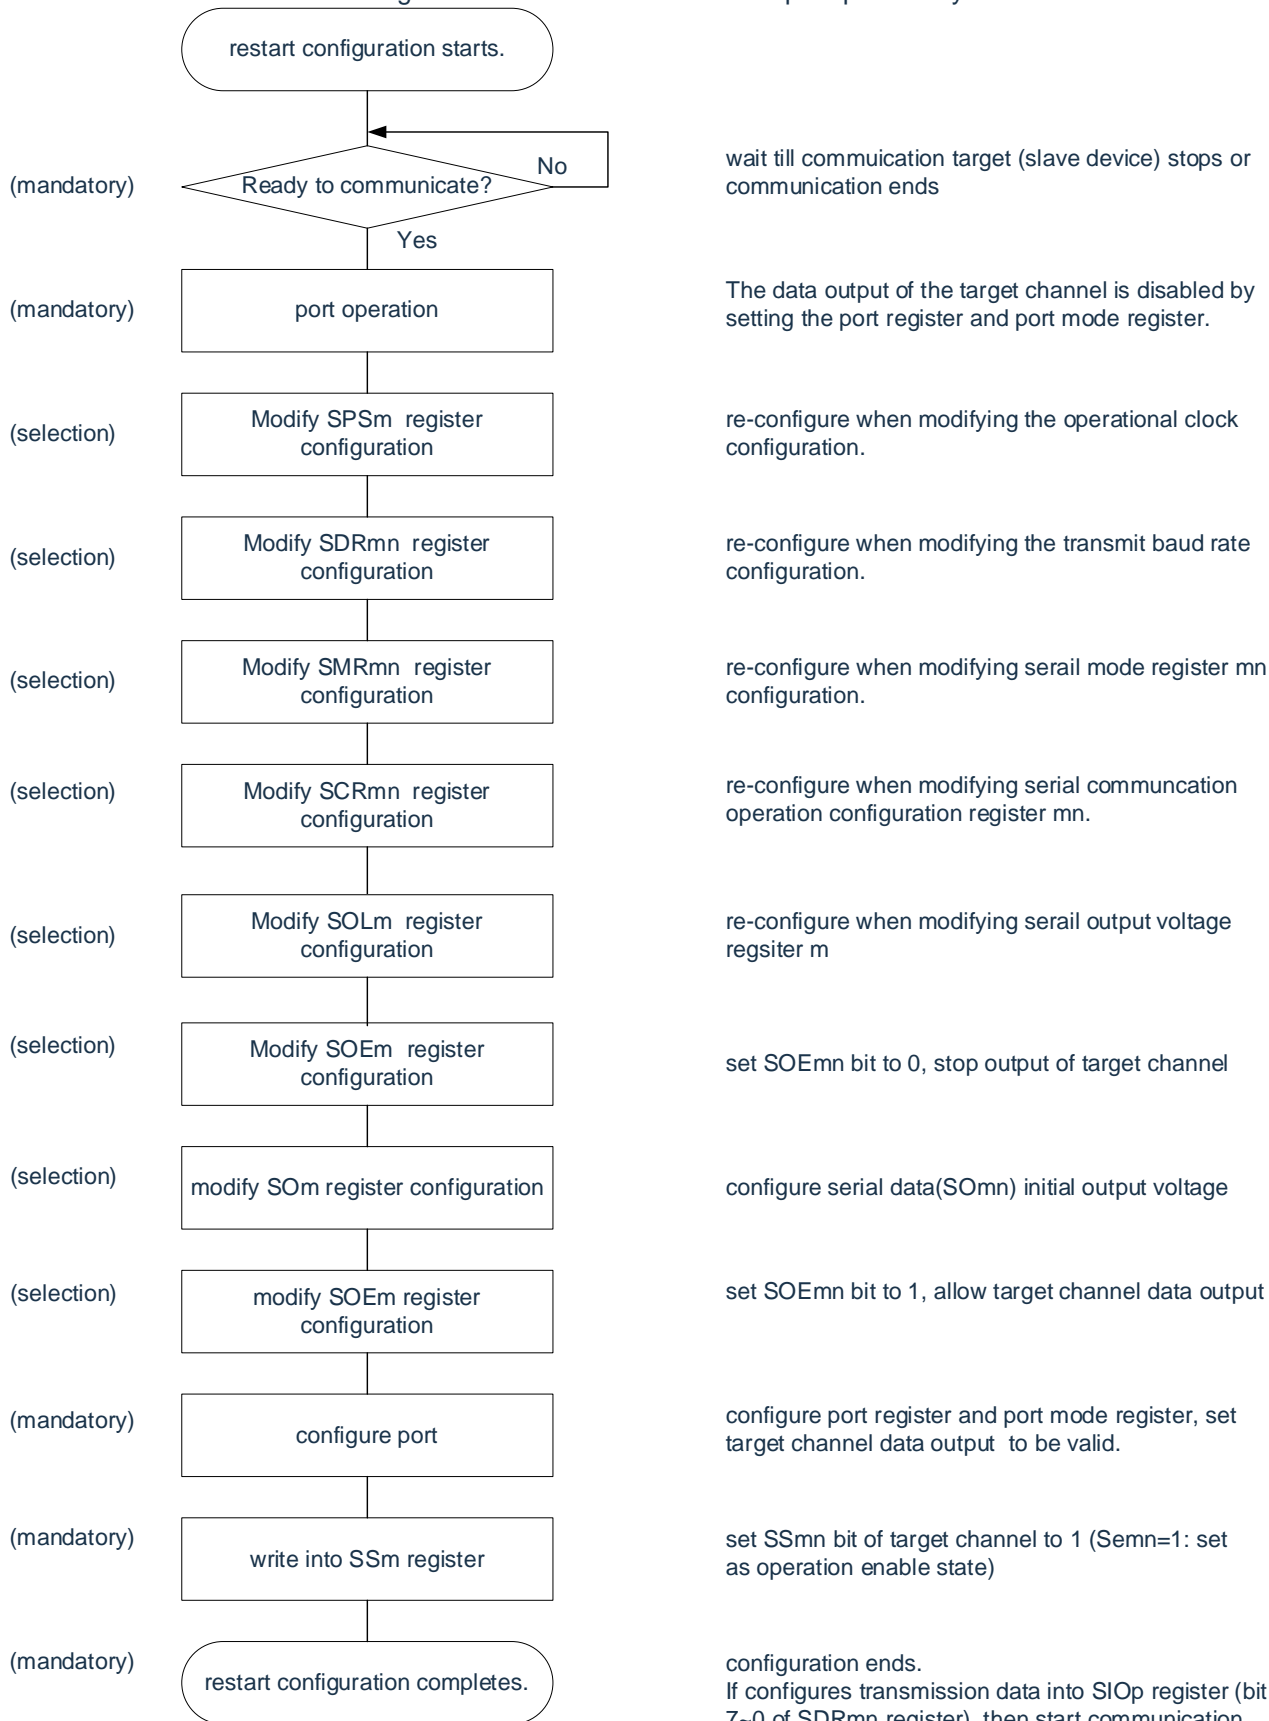 restart configuration starts.
(mandatory)
Ready to communicate?
No
wait till commuication target (slave device) stops or
communication ends
Yes
(mandatory)
port operation
The data output of the target channel is disabled by
setting the port register and port mode register.
(selection)
Modify SPSm register
configuration
re-configure when modifying the operational clock
configuration.
(selection)
Modify SDRmn register
configuration
re-configure when modifying the transmit baud rate
configuration.
(selection)
Modify SMRmn register
configuration
re-configure when modifying serail mode register mn
configuration.
(selection)
Modify SCRmn register
configuration
re-configure when modifying serial communcation
operation configuration register mn.
(selection)
Modify SOLm register
configuration
re-configure when modifying serail output voltage
regsiter m
(selection)
Modify SOEm register
configuration
set SOEmn bit to 0, stop output of target channel
(selection)
modify SOm register configuration
configure serial data(SOmn) initial output voltage
(selection)
modify SOEm register
configuration
set SOEmn bit to 1, allow target channel data output
(mandatory)
configure port
configure port register and port mode register, set
target channel data output to be valid.
(mandatory)
write into SSm register
set SSmn bit of target channel to 1 (Semn=1: set
as operation enable state)
(mandatory)
restart configuration completes.
configuration ends.
If configures transmission data into SIOp register (bit
7~0 of SDRmn register), then start communication